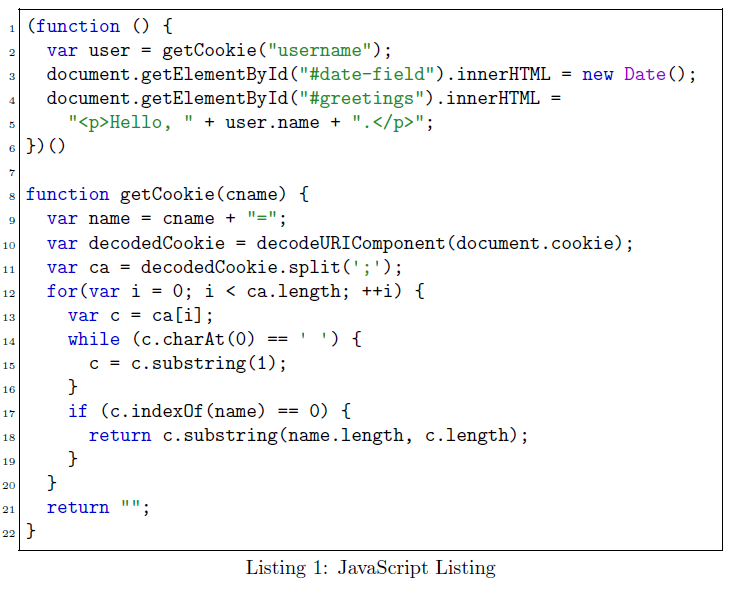 1 (function () {
2   var user = getCookie("username");
3   document.getElementById("#date-field").innerHTML = new Date();
4   document.getElementById("#greetings").innerHTML =
5     "<p>Hello, " + user.name + ".</p>";
6 })()
7
8 function getCookie(cname) {
9   var name = cname + "=";
10   var decodedCookie = decodeURIComponent(document.cookie);
11   var ca = decodedCookie.split(';');
12   for(var i = 0; i < ca.length; ++i) {
13     var c = ca[i];
14     while (c.charAt(0) == ' ') {
15       c = c.substring(1);
16     }
17     if (c.indexOf(name) == 0) {
18       return c.substring(name.length, c.length);
19     }
20   }
21   return "";
22 }
Listing 1: JavaScript Listing